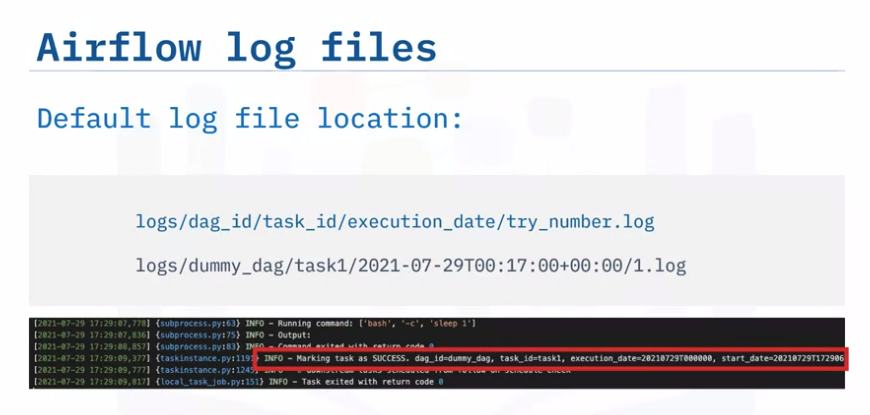 Airflow log files
Default log file location:
logs/dag_id/task_id/execution_date/try_number.log
logs/dummy_dag/task1/2021-07-29T00:17:00+00:00/1.log
[2021-07-29 17:29:07,778] {subprocess.py:63} INFO - Running command: ['bash', '-c', 'sleep 1']
[2021-07-29 17:29:07,836] {subprocess.py:75} INFO - Output:
[2021-07-29 17:29:08,857] {subprocess.py:83} INFO - Command exited with return code 0
[2021-07-29 17:29:09,377] {taskinstance.py:1191 INFO - Marking task as SUCCESS. dag_id=dummy_dag, task_id=task1, execution_date=20210729T000000, start_date=20210729T172906
[2021-07-29 17:29:09,777] {taskinstance.py:1245 INFO - downstream tasks scheduled from follow-on schedule check
[2021-07-29 17:29:09,817] {local_task_job.py:151} INFO - Task exited with return code 0